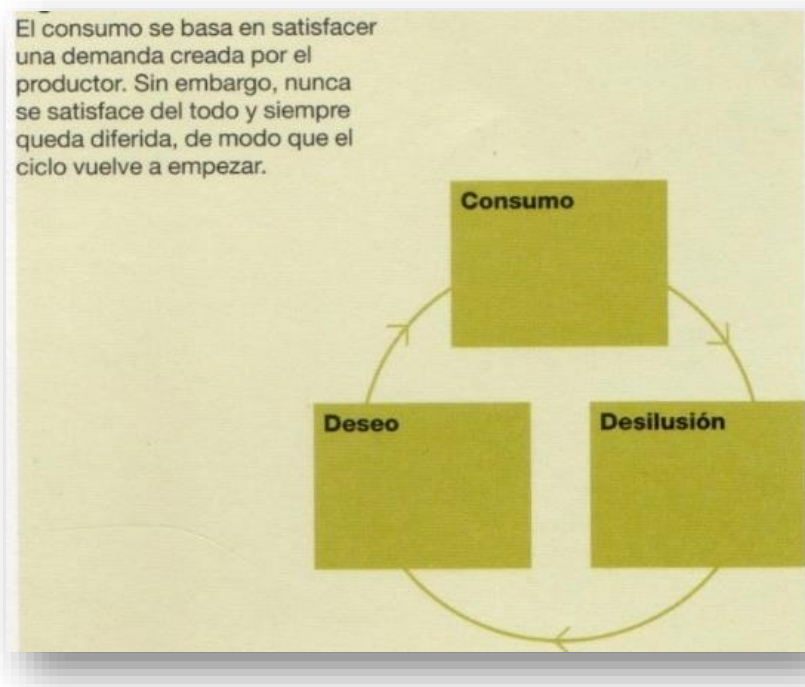 El consumo se basa en satisfacer
una demanda creada por el
productor. Sin embargo, nunca
se satisface del todo y siempre
queda diferida, de modo que el
ciclo vuelve a empezar.
Consumo
Deseo
Desilusión